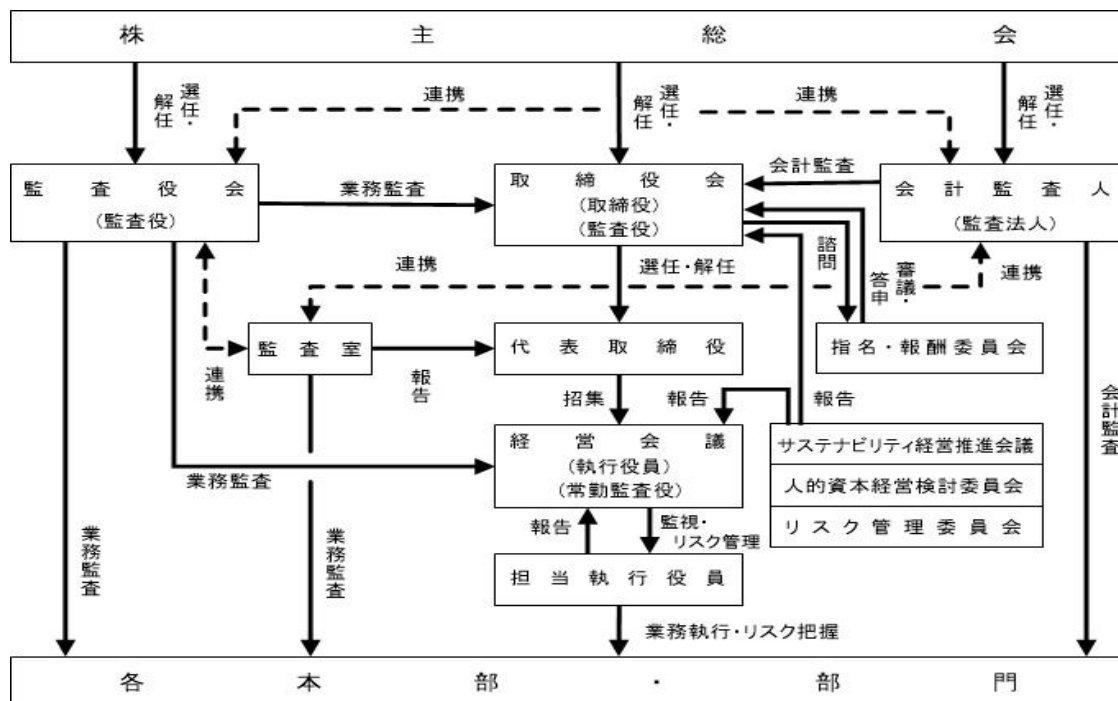 株主総会
選任・解任
連携
選任・解任
連携
選任・解任
監査役会
(監査役)
業務監査
取締役会
(取締役)
(監査役)
会計監査
会計監査人
(監査法人)
連携
選任・解任
諮問
審議・答申
連携
監査室
連携
報告
代表取締役
指名・報酬委員会
招集
報告
報告
会計監査
経営会議
(執行役員)
(常勤監査役)
業務監査
サステナビリティ経営推進会議
人的資本経営検討委員会
リスク管理委員会
報告
監視・
リスク管理
業務監査
業務監査
担当執行役員
業務執行・リスク把握
各本部・部門